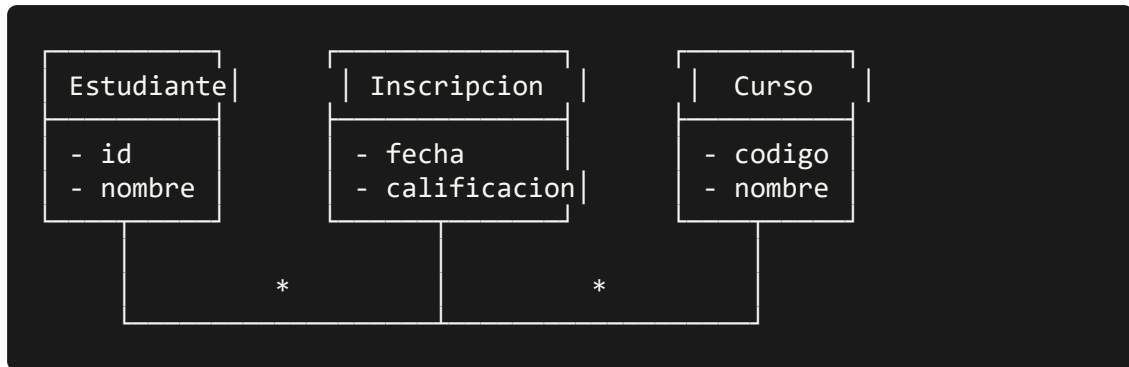 Estudiante Inscripcion Curso
- id - fecha - codigo
- nombre - calificacion - nombre
* *